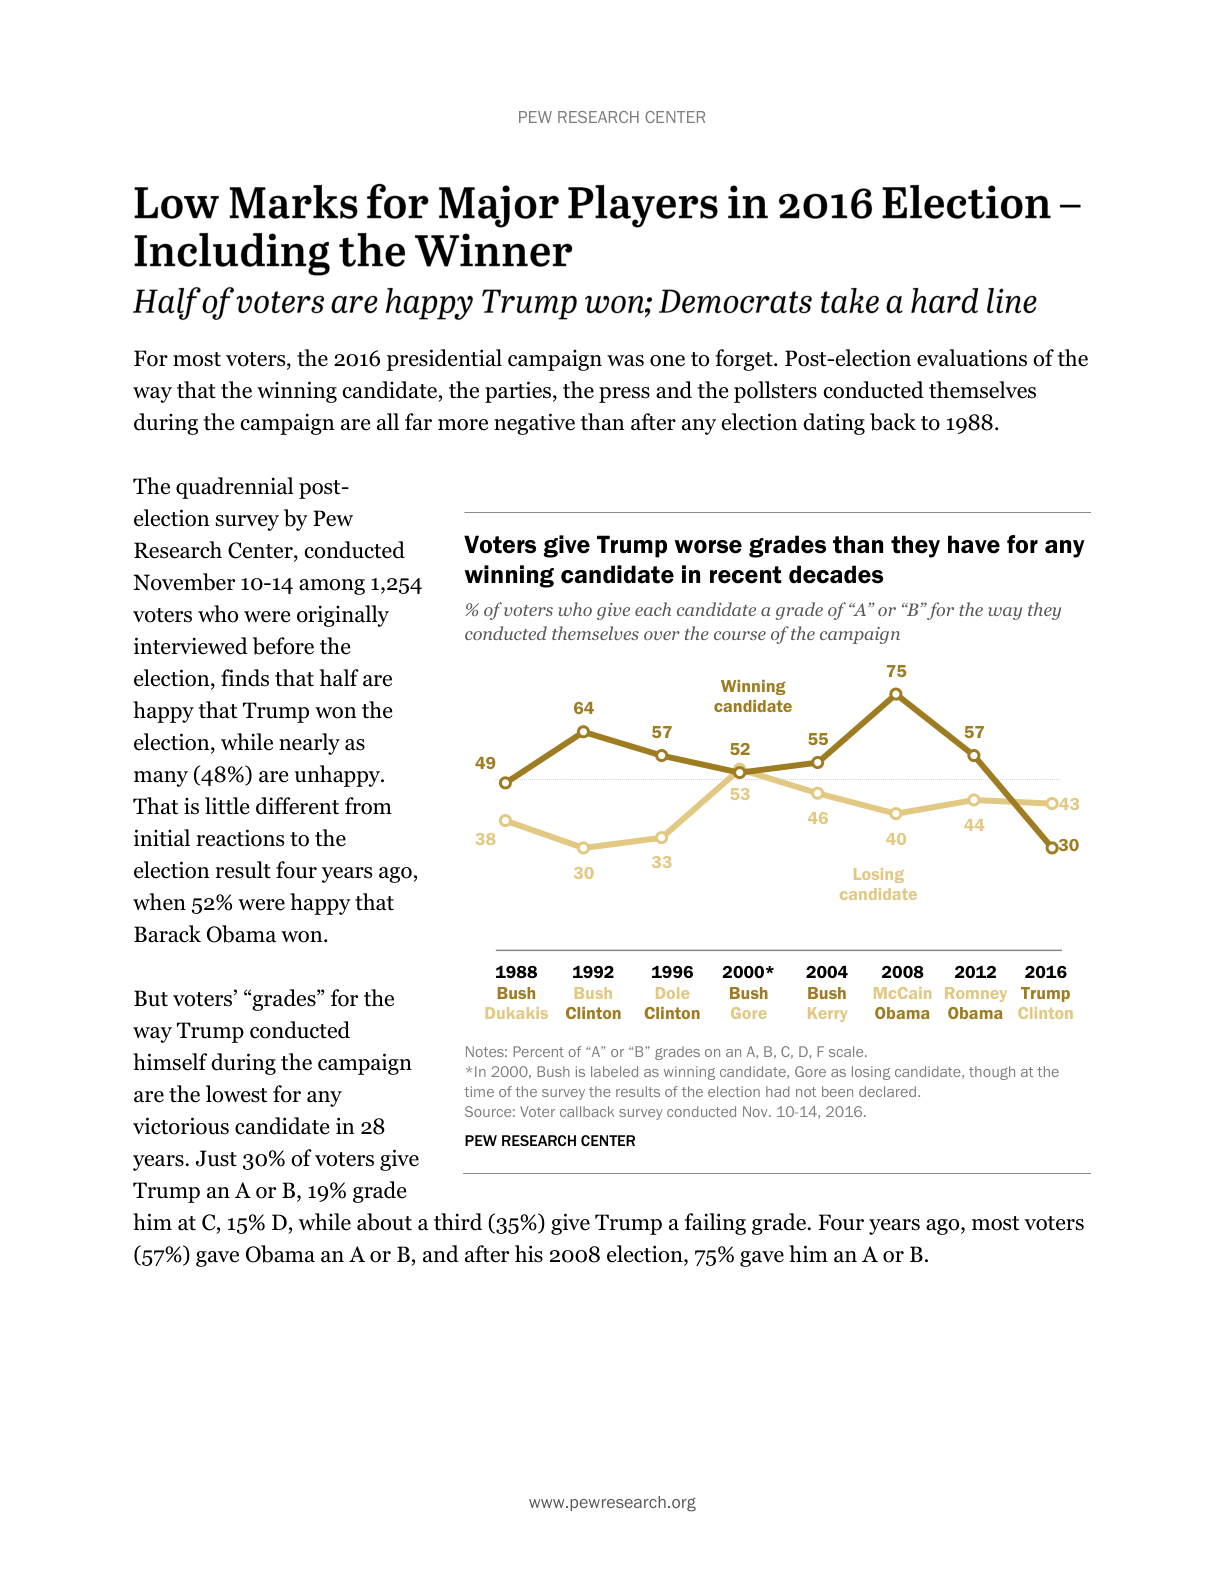 PEW RESEARCH CENTER
Low Marks for Major Players in 2016 Election –
Including the Winner
Half of voters are happy Trump won; Democrats take a hard line
For most voters, the 2016 presidential campaign was one to forget. Post-election evaluations of the
way that the winning candidate, the parties, the press and the pollsters conducted themselves
during the campaign are all far more negative than after any election dating back to 1988.
The quadrennial post-
election survey by Pew
Research Center, conducted
November 10-14 among 1,254
voters who were originally
interviewed before the
election, finds that half are
happy that Trump won the
election, while nearly as
many (48%) are unhappy.
That is little different from
initial reactions to the
election result four years ago,
when 52% were happy that
Barack Obama won.
But voters’ “grades” for the
way Trump conducted
himself during the campaign
are the lowest for any
victorious candidate in 28
years. Just 30% of voters give
Trump an A or B, 19% grade
him at C, 15% D, while about a third (35%) give Trump a failing grade. Four years ago, most voters
(57%) gave Obama an A or B, and after his 2008 election, 75% gave him an A or B.
Voters give Trump worse grades than they have for any
winning candidate in recent decades
% of voters who give each candidate a grade of “A” or “B” for the way they
conducted themselves over the course of the campaign
Winning
candidate
49 64 57 52 55 75 57 30
38 30 33 53 46 40 44 43
Losing
candidate
1988 1992 1996 2000* 2004 2008 2012 2016
Bush Bush Dole Bush Bush McCain Romney Trump
Dukakis Clinton Clinton Gore Kerry Obama Obama Clinton
Notes: Percent of “A” or “B” grades on an A, B, C, D, F scale.
*In 2000, Bush is labeled as winning candidate, Gore as losing candidate, though at the
time of the survey the results of the election had not been declared.
Source: Voter callback survey conducted Nov. 10-14, 2016.
PEW RESEARCH CENTER
www.pewresearch.org